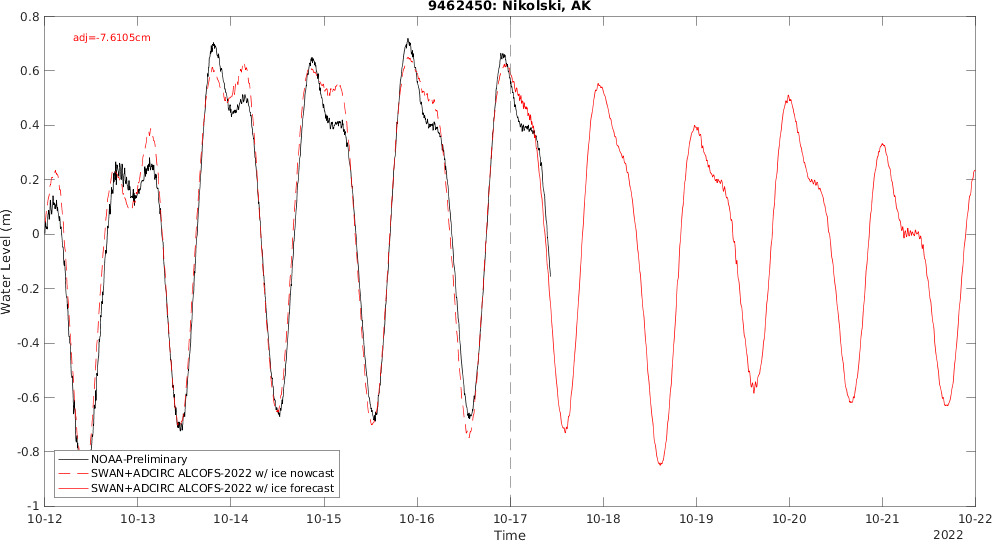 9462450: Nikolski, AK
adj=-7.6105cm
0.8
0.6
0.4
0.2
0
-0.2
-0.4
-0.6
-0.8
-1
Water Level (m)
NOAA-Preliminary
SWAN+ADCIRC ALCOFS-2022 w/ ice nowcast
SWAN+ADCIRC ALCOFS-2022 w/ ice forecast
10-12 10-13 10-14 10-15 10-16 10-17 10-18 10-19 10-20 10-21 10-22
Time
2022